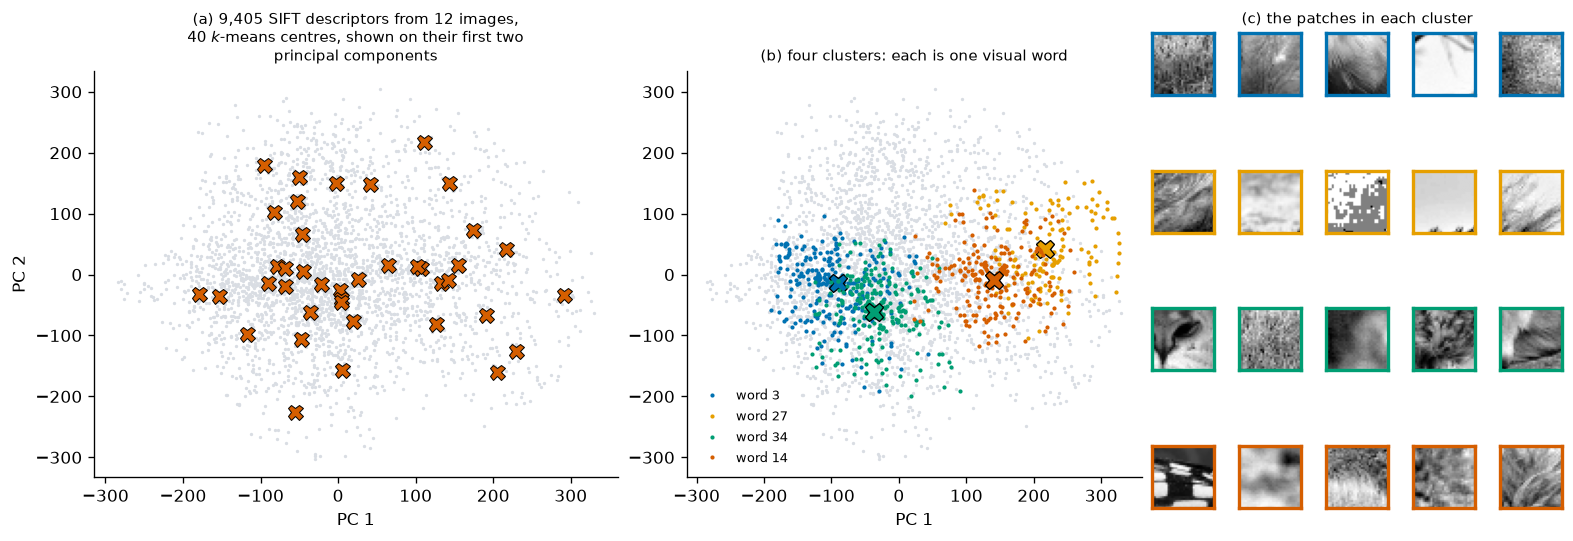 (a) 9,405 SIFT descriptors from 12 images,
40 k-means centres, shown on their first two
principal components
300
200
100
0
−100
−200
−300
PC 2
−300
−200
−100
0
100
200
300
PC 1
(b) four clusters: each is one visual word
300
200
100
0
−100
−200
−300
word 3
word 27
word 34
word 14
−300
−200
−100
0
100
200
300
PC 1
(c) the patches in each cluster